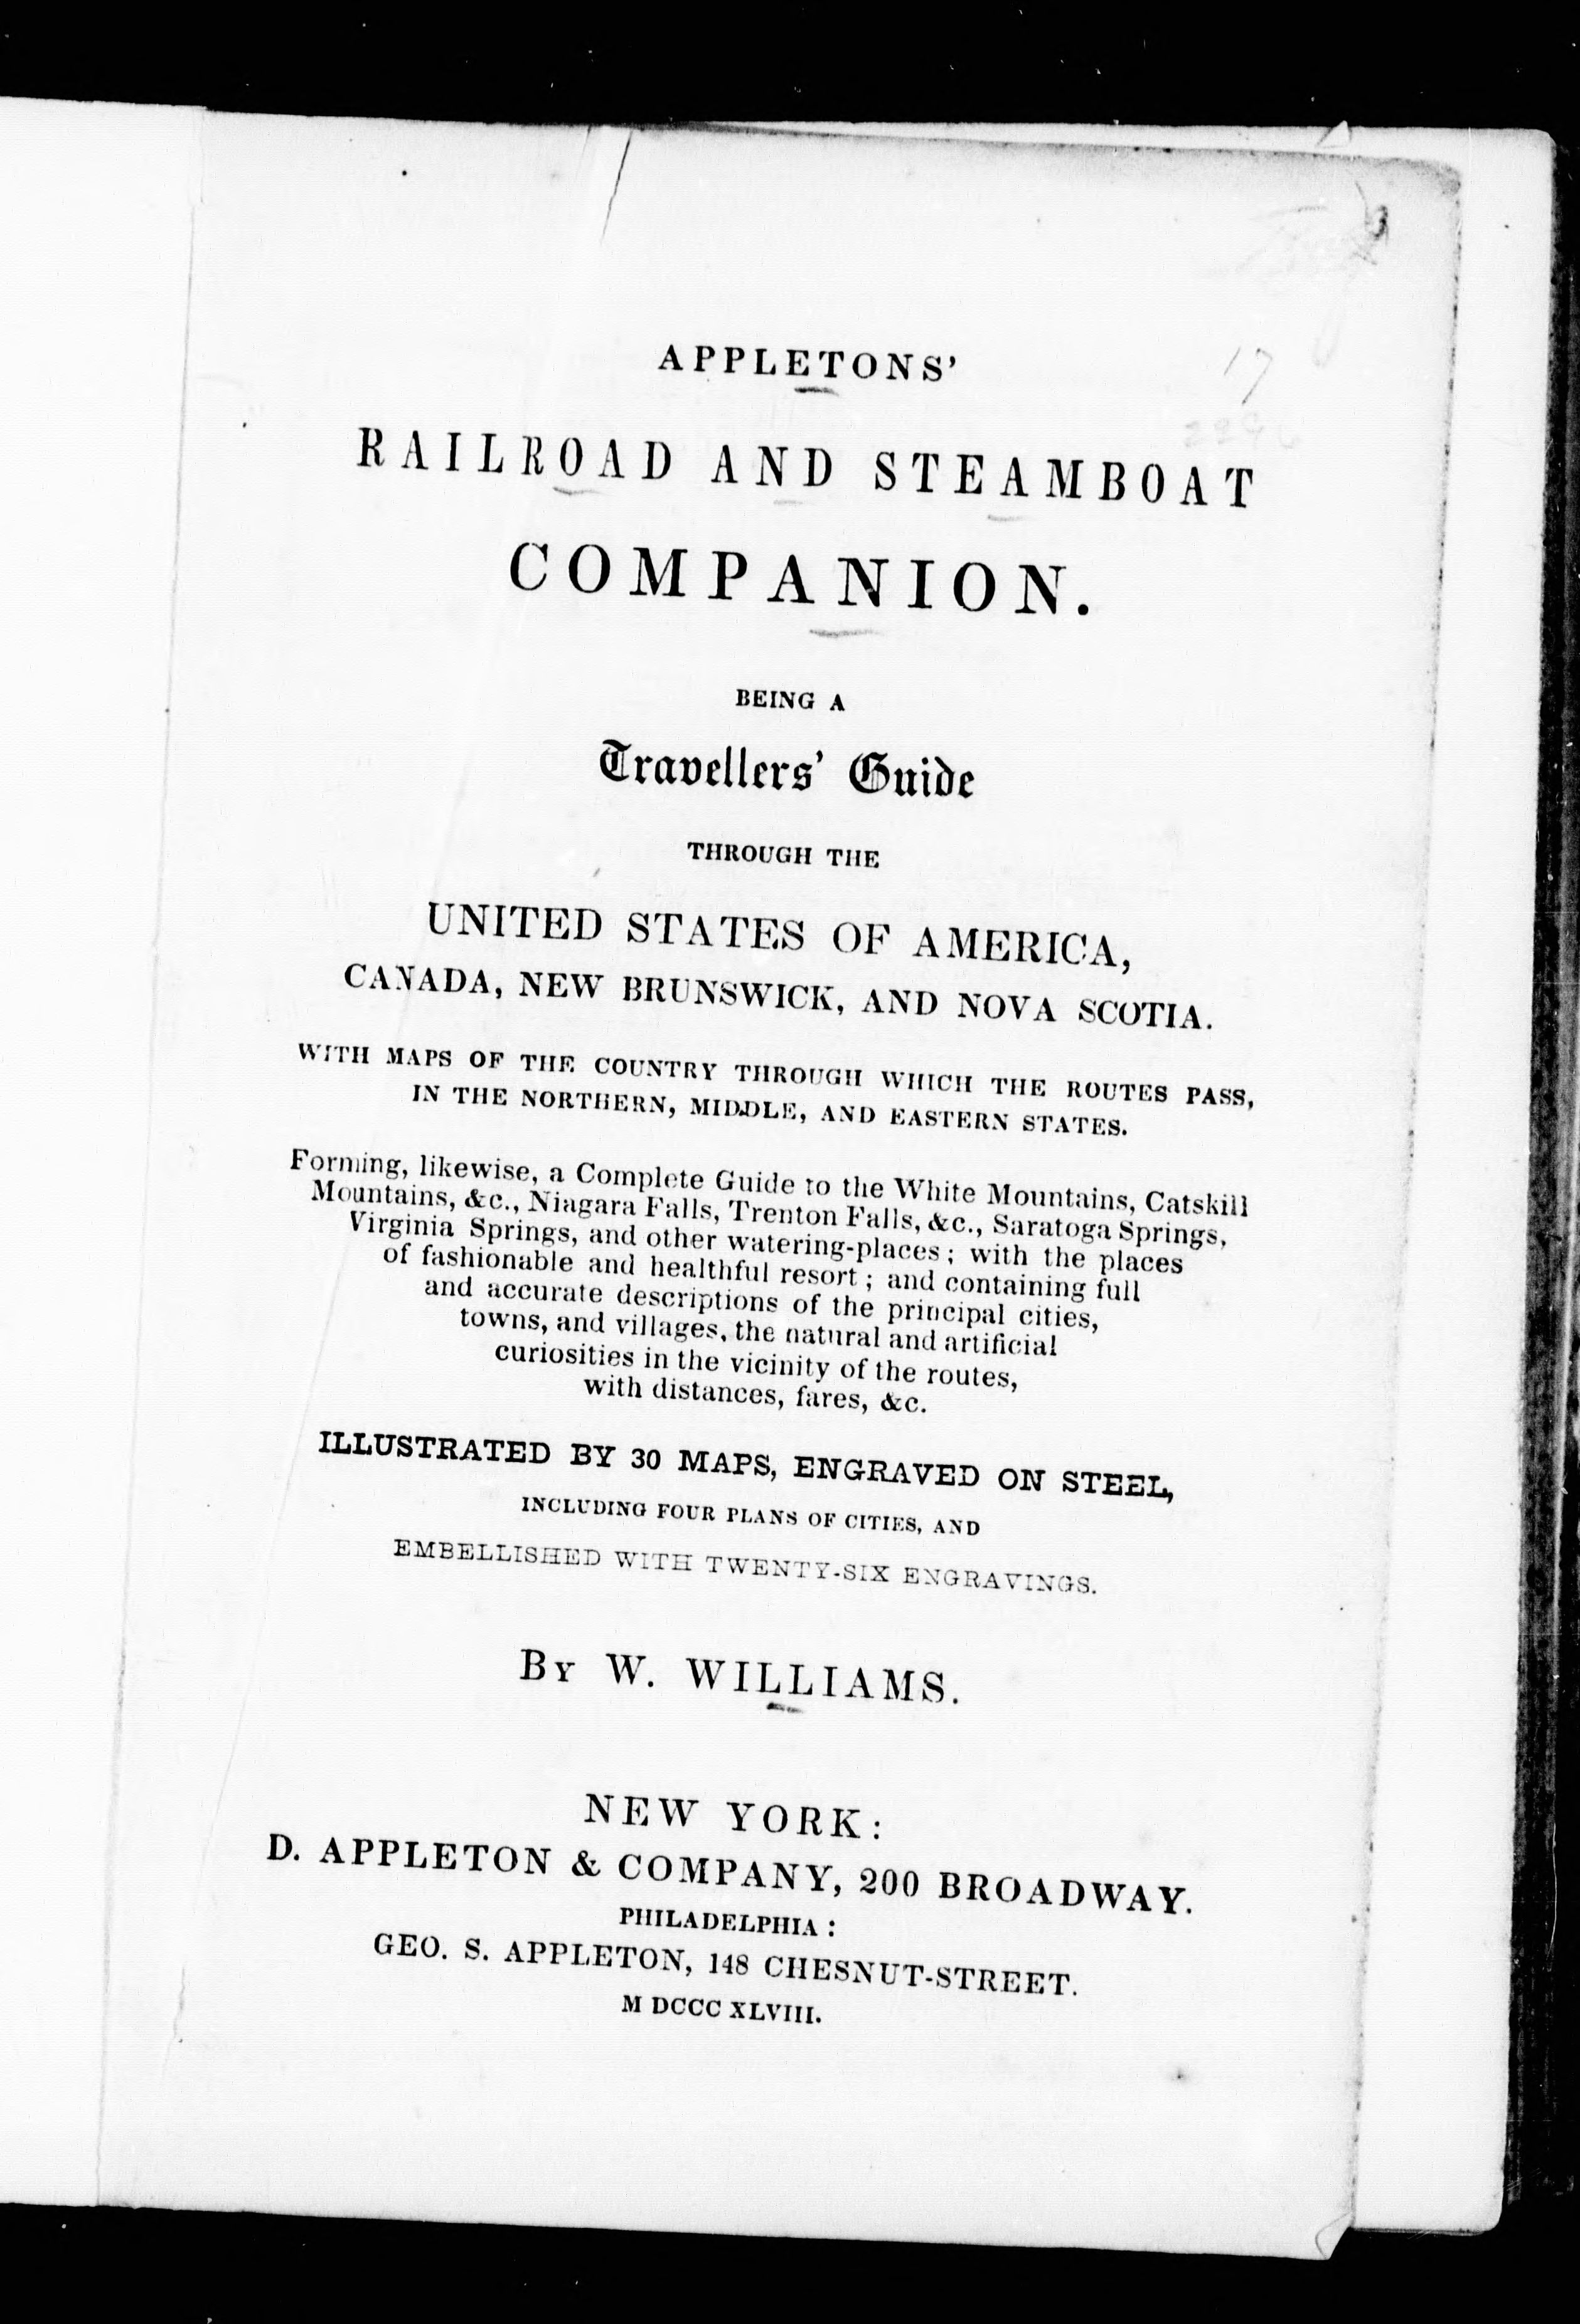 17
APPLETONS'
RAILROAD AND STEAMBOAT
COMPANION.
BEING A
Travellers' Guide
THROUGH THE
UNITED STATES OF AMERICA,
CANADA, NEW BRUNSWICK, AND NOVA SCOTIA.
WITH MAPS OF THE COUNTRY THROUGH WHICH THE ROUTES PASS,
IN THE NORTHERN, MIDDLE, AND EASTERN STATES.
Forming, likewise, a Complete Guide to the White Mountains, Catskill
Mountains, &c., Niagara Falls, Trenton Falls, &c., Saratoga Springs,
Virginia Springs, and other watering-places; with the places
of fashionable and healthful resort; and containing full
and accurate descriptions of the principal cities,
towns, and villages, the natural and artificial
curiosities in the vicinity of the routes,
with distances, fares, &c.
ILLUSTRATED BY 30 MAPS, ENGRAVED ON STEEL,
INCLUDING FOUR PLANS OF CITIES, AND
EMBELLISHED WITH TWENTY-SIX ENGRAVINGS.
BY W. WILLIAMS.
NEW YORK:
D. APPLETON & COMPANY, 200 BROADWAY.
PHILADELPHIA:
GEO. S. APPLETON, 148 CHESNUT-STREET.
M DCCC XLVIII.